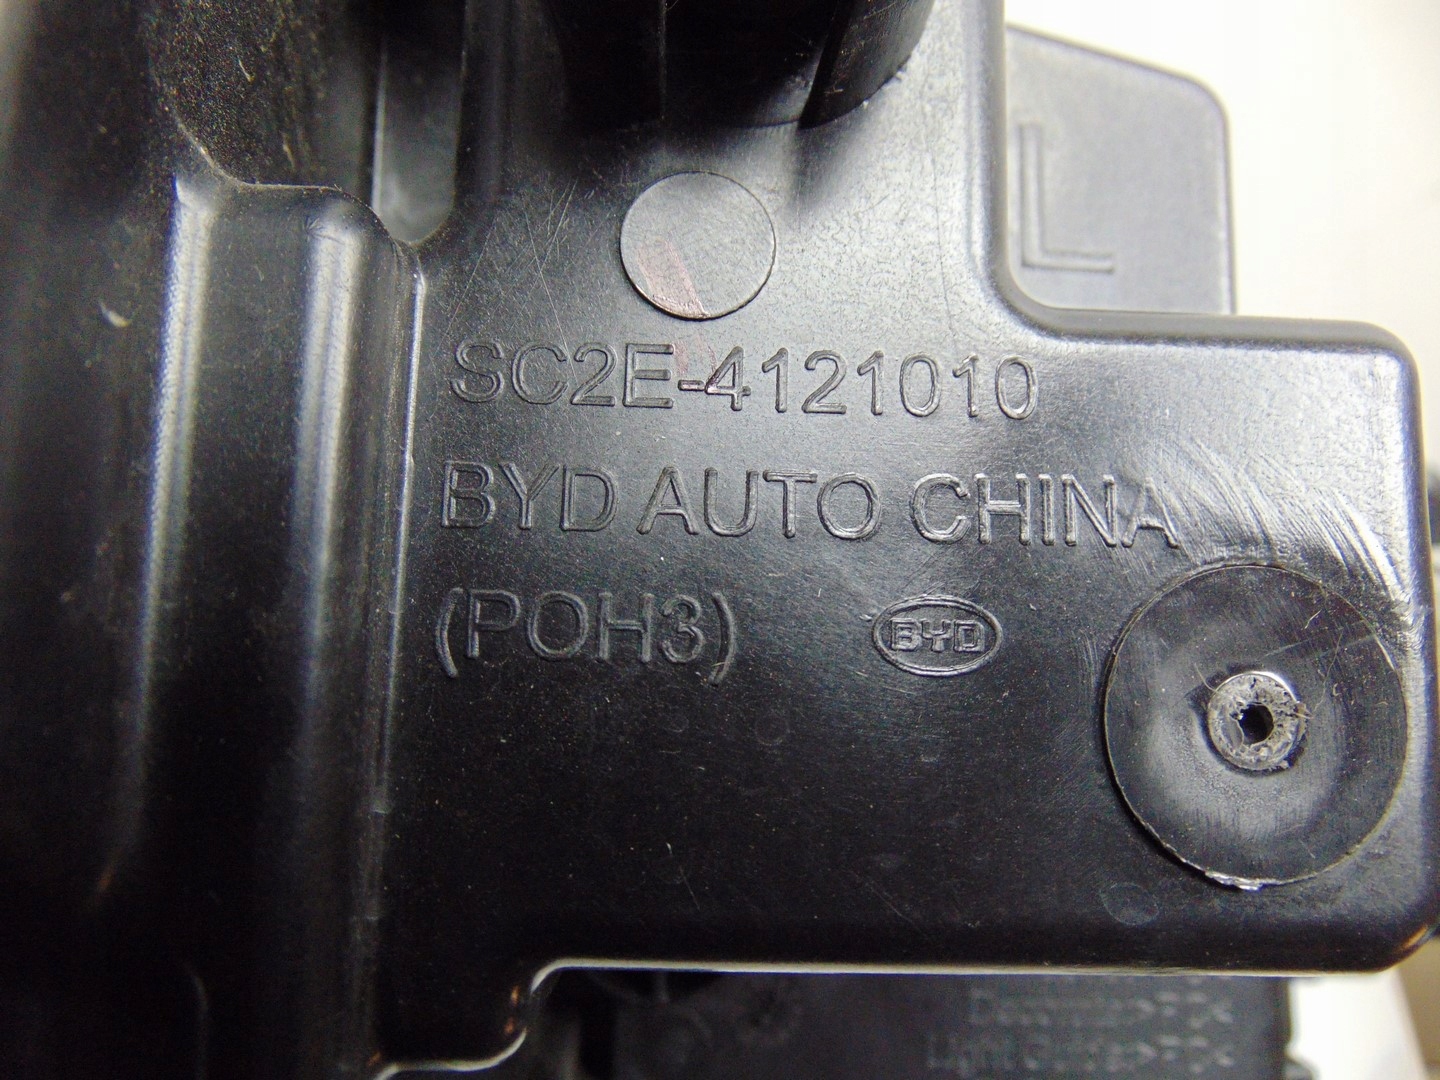 L
SC2E-4121010
BYD AUTO CHINA
(POH3)
BYD